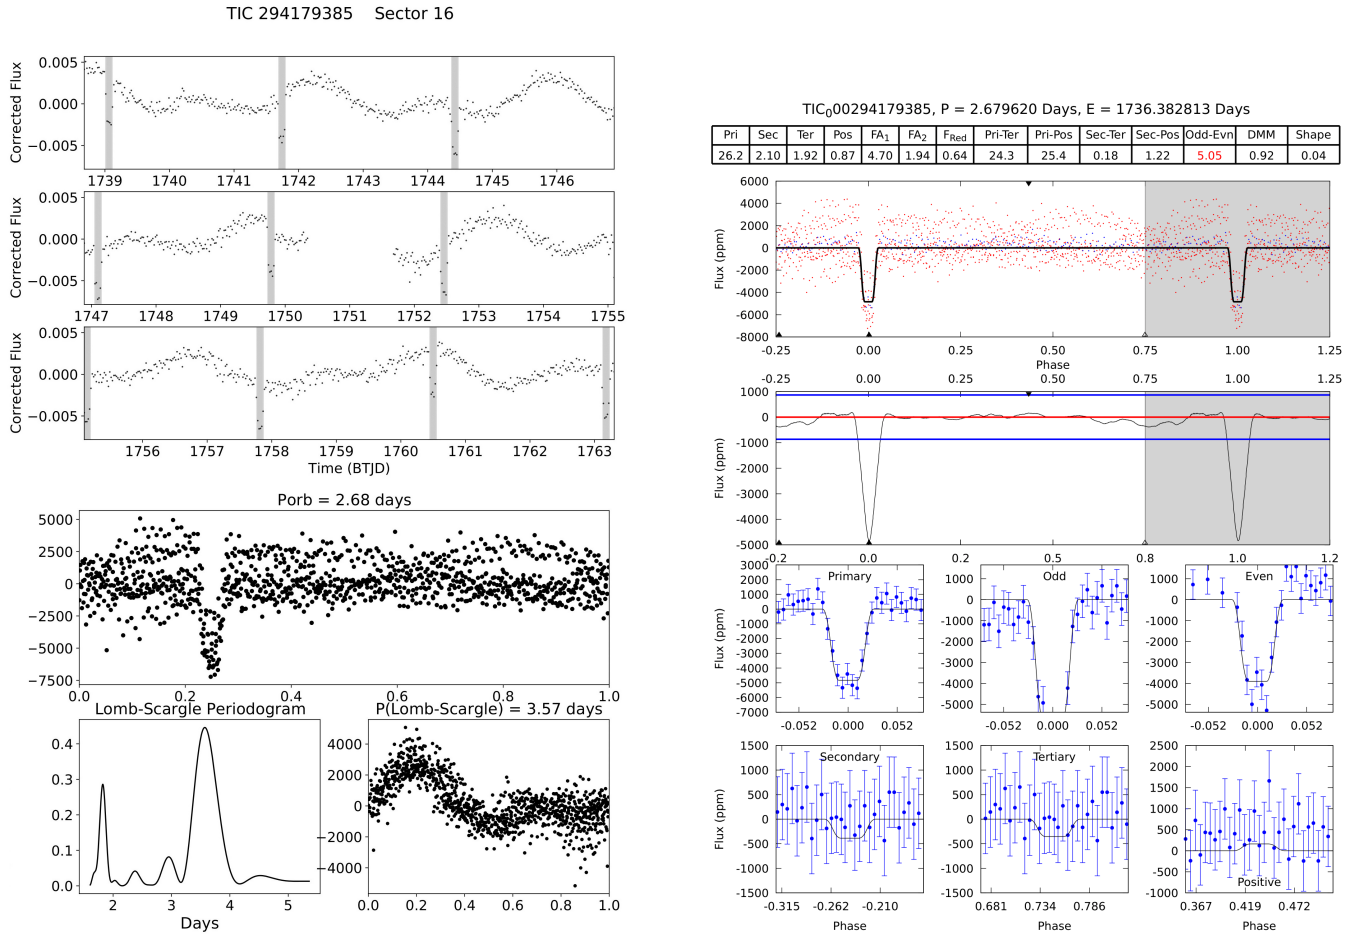 TIC 294179385 Sector 16
0.005
0.000
−0.005
Corrected Flux
1739 1740 1741 1742 1743 1744 1745 1746
0.005
0.000
−0.005
Corrected Flux
1747 1748 1749 1750 1751 1752 1753 1754 1755
0.005
0.000
−0.005
Corrected Flux
1756 1757 1758 1759 1760 1761 1762 1763
Time (BTJD)
Porb = 2.68 days
5000
2500
0
−2500
−5000
−7500
0.0 0.2 0.4 0.6 0.8 1.0
Lomb-Scargle Periodogram
0.4
0.3
0.2
0.1
0.0
2 3 4 5
Days
P(Lomb-Scargle) = 3.57 days
4000
2000
0
2000
4000
0.0 0.2 0.4 0.6 0.8 1.0
TIC000294179385, P = 2.679620 Days, E = 1736.382813 Days
Pri Sec Ter Pos FA1 FA2 FRed Pri-Ter Pri-Pos Sec-Ter Sec-Pos Odd-Evn DMM Shape
26.2 2.10 1.92 0.87 4.70 1.94 0.64 24.3 25.4 0.18 1.22 5.05 0.92 0.04
6000
4000
2000
0
-2000
-4000
-6000
-8000
Flux (ppm)
-0.25 0.00 0.25 0.50 0.75 1.00 1.25
Phase
-0.25 0.00 0.25 0.50 0.75 1.00 1.25
1000
0
-1000
-2000
-3000
-4000
-5000
Flux (ppm)
-0.2 0.0 0.2 0.5 0.8 1.0 1.2
Primary
3000
2000
1000
0
-1000
-2000
-3000
-4000
-5000
-6000
-7000
Flux (ppm)
-0.052 0.000 0.052
Odd
1000
0
-1000
-2000
-3000
-4000
-5000
-6000
-0.052 0.000 0.052
Even
1000
0
-1000
-2000
-3000
-4000
-5000
-0.052 0.000 0.052
Secondary
1500
1000
500
0
-500
-1000
-1500
Flux (ppm)
-0.315 -0.262 -0.210
Phase
Tertiary
1500
1000
500
0
-500
-1000
-1500
0.681 0.734 0.786
Phase
2500
2000
1500
1000
500
0
-500
-1000
Positive
0.367 0.419 0.472
Phase